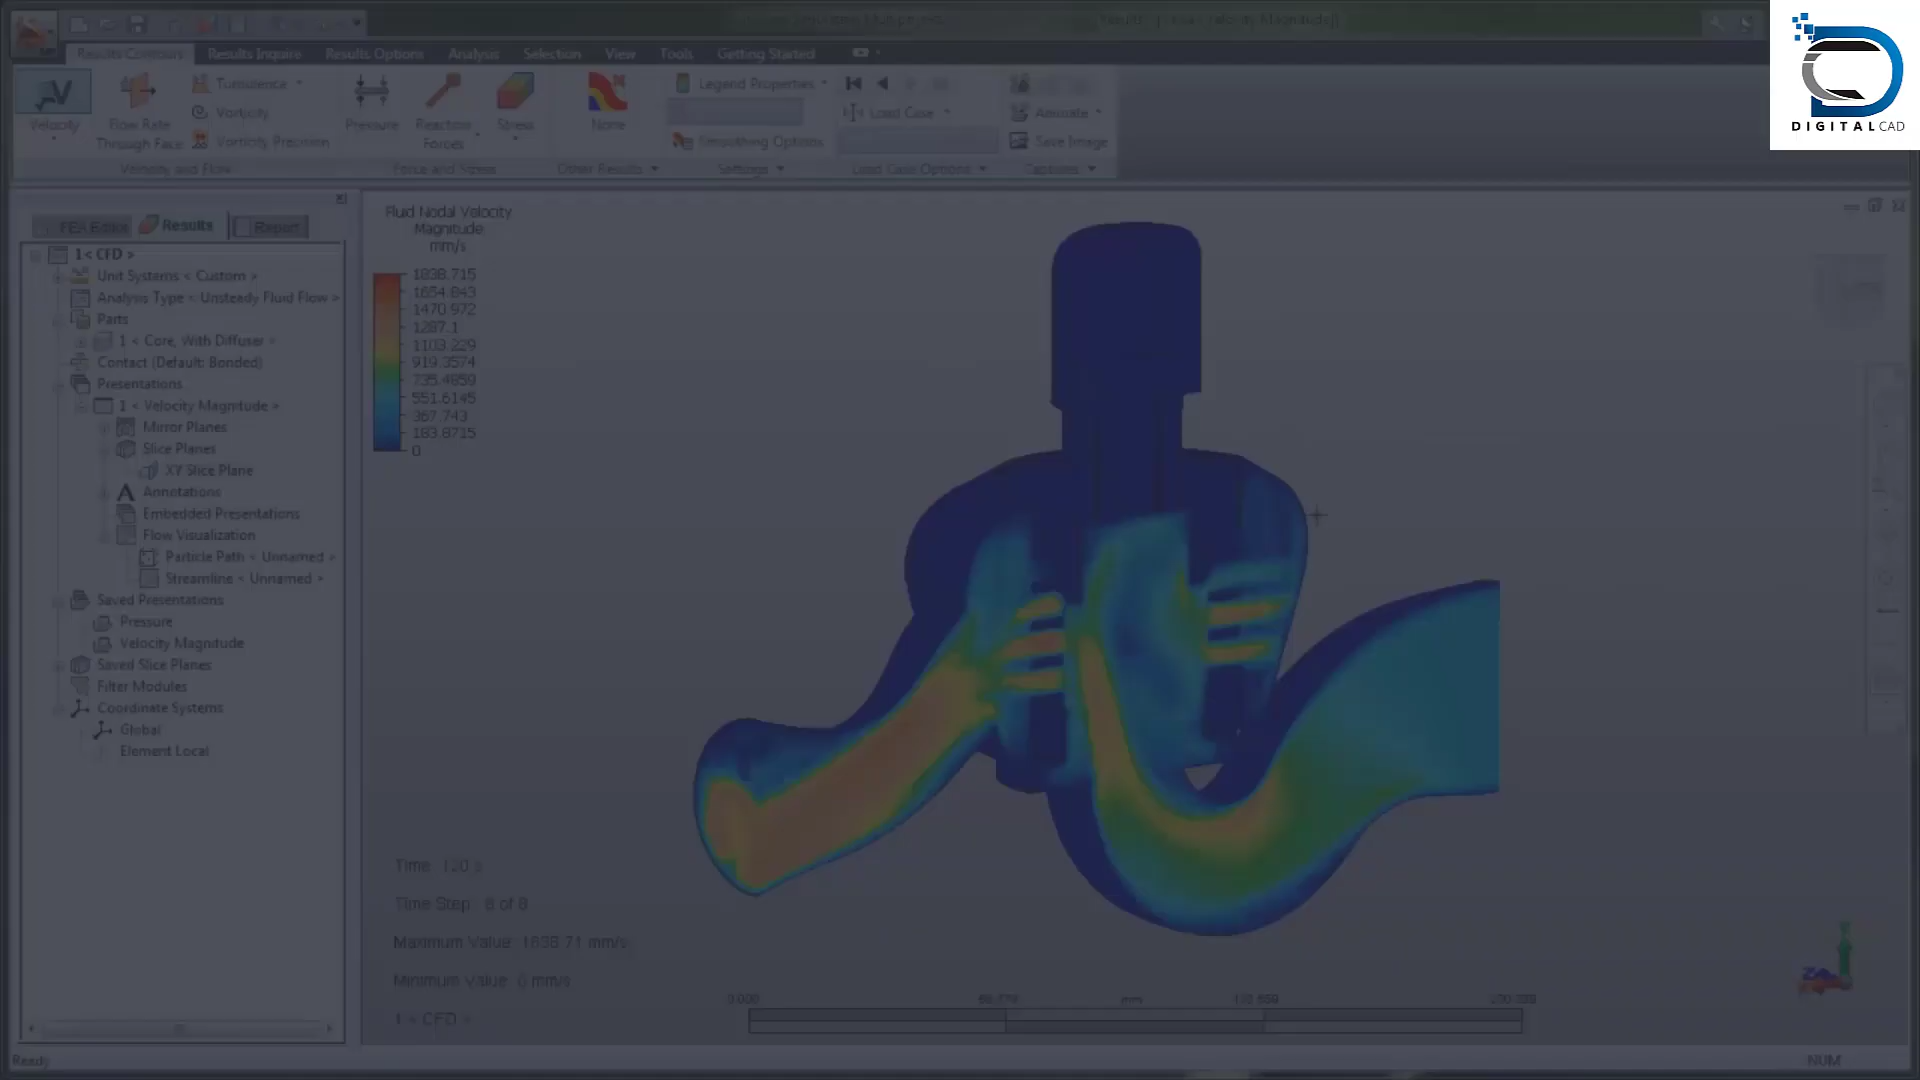 Results: [... Velocity Magnitude]
DIGITALCAD
Results Contours Results Inquire Results Options Analysis Selection View Tools Getting Started
Velocity
Flow Rate
Through Face
Turbulence
Vorticity
Vorticity Precision
Pressure
Reaction
Forces
Stress
None
Legend Properties
Smoothing Options
Load Case
Annotate
Save Image
Velocity and Flow Force and Stress Other Results Settings Load Case Options Captures
FEA Editor Results Report
1 < CFD >
Unit Systems < Custom >
Analysis Type < Unsteady Fluid Flow >
Parts
1 < Core, With Diffuser >
Contact (Default: Bonded)
Presentations
1 < Velocity Magnitude >
Mirror Planes
Slice Planes
XY Slice Plane
Annotations
Embedded Presentations
Flow Visualization
Particle Path < Unnamed >
Streamline < Unnamed >
Saved Presentations
Pressure
Velocity Magnitude
Saved Slice Planes
Filter Modules
Coordinate Systems
Global
Element Local
Fluid Nodal Velocity
Magnitude
mm/s
1838.715
1654.843
1470.972
1287.1
1103.229
919.3574
735.4859
551.6145
367.743
183.8715
0
Time: 120 s
Time Step: 8 of 8
Maximum Value: 1838.71 mm/s
Minimum Value: 0 mm/s
1 < CFD >
0.000 mm
Ready
NUM